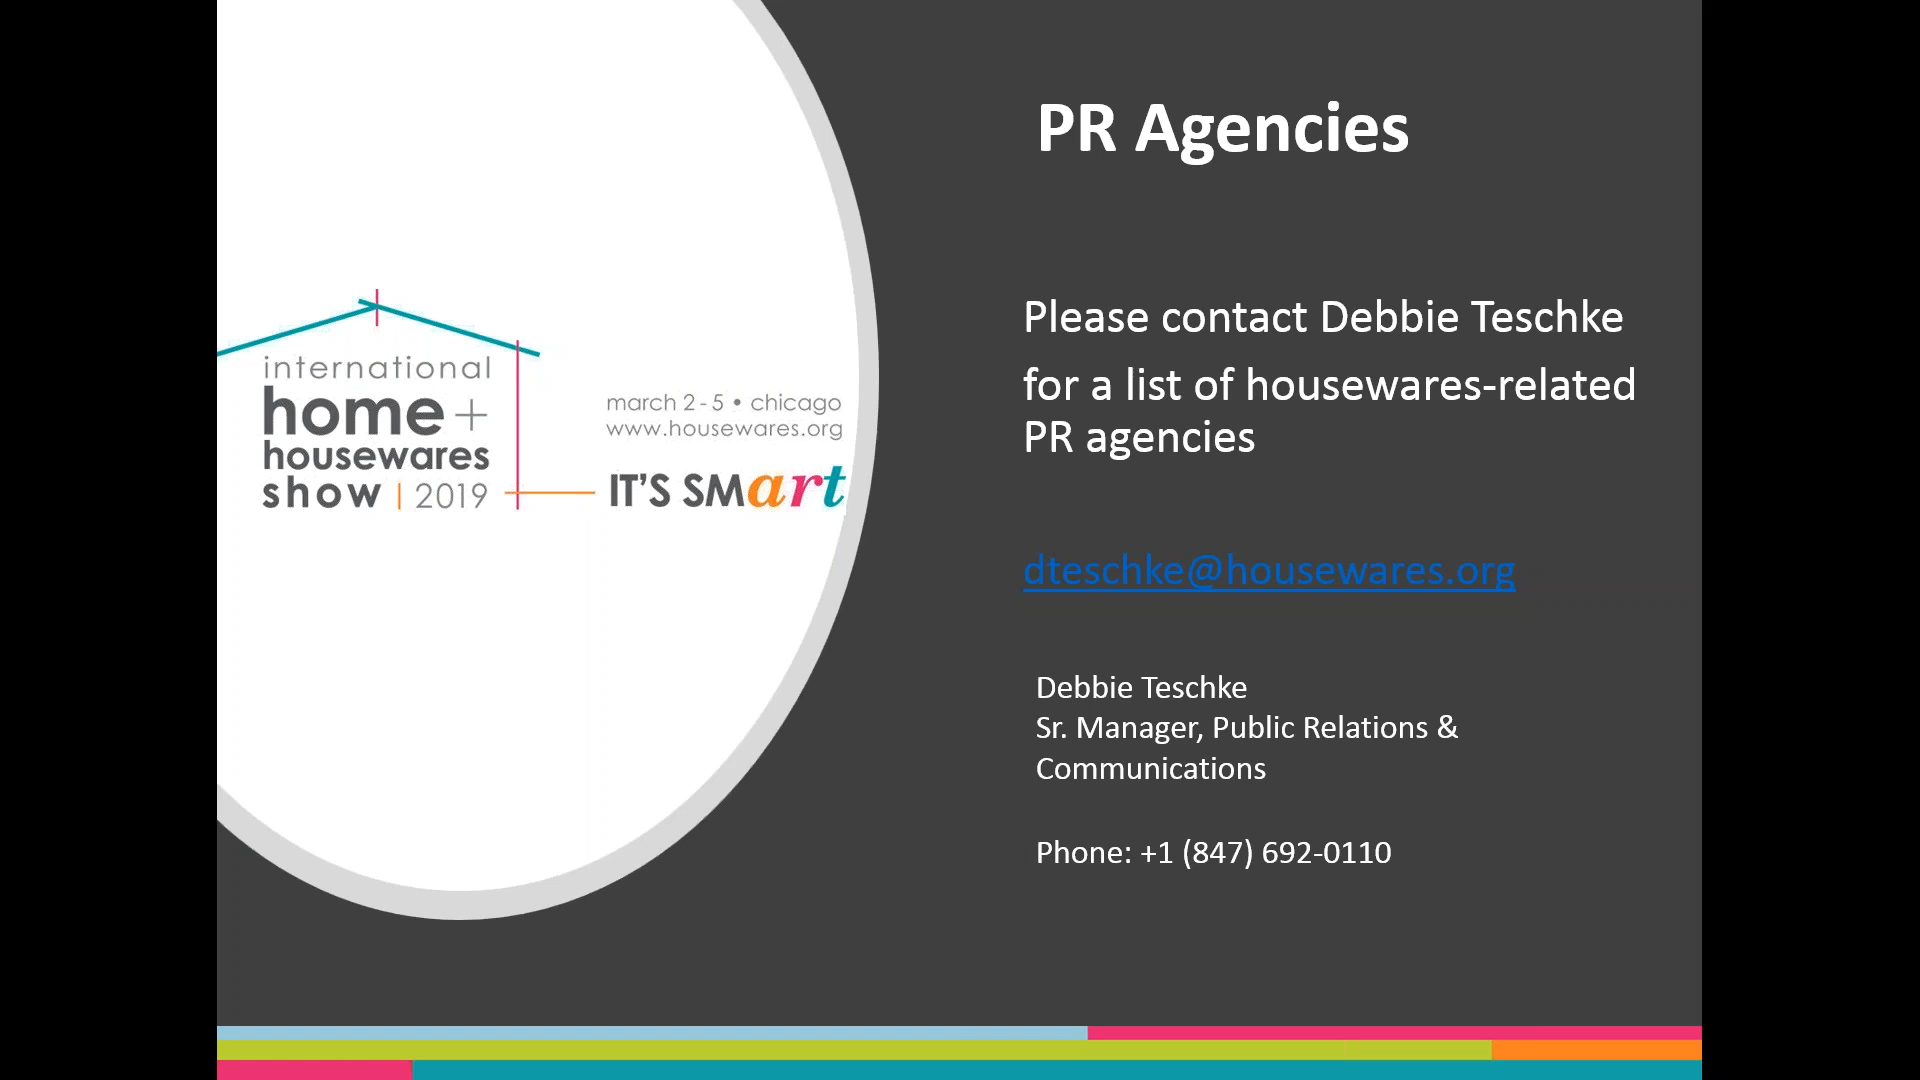 PR Agencies
Please contact Debbie Teschke
for a list of housewares-related
PR agencies
dteschke@housewares.org
Debbie Teschke
Sr. Manager, Public Relations &
Communications
Phone: +1 (847) 692-0110
international
home +
housewares
show | 2019
march 2-5 • chicago
www.housewares.org
IT'S SMart